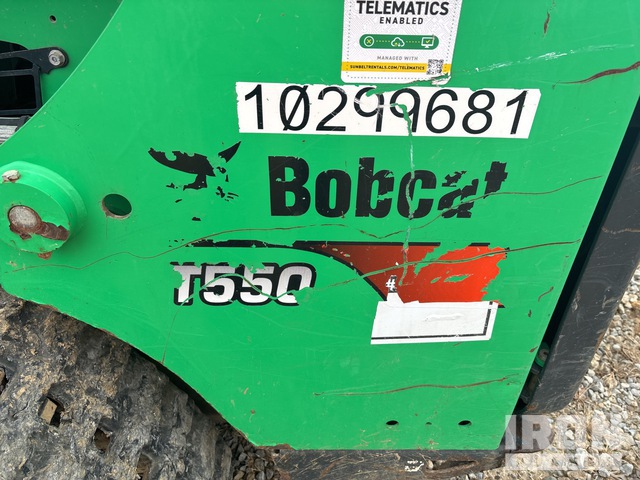 TELEMATICS
ENABLED
MANAGED WITH
SUNBELTRENTALS.COM/TELEMATICS
10299681
Bobcat
T550
#
IRON